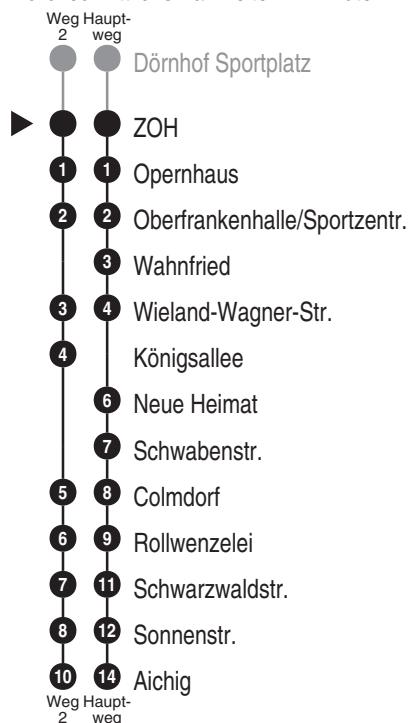 Weg Haupt-
2 weg
Dörnhof Sportplatz
ZOH
1 1 Opernhaus
2 2 Oberfrankenhalle/Sportzentr.
3 Wahnfried
3 4 Wieland-Wagner-Str.
4 Königsallee
6 Neue Heimat
7 Schwabenstr.
5 8 Colmdorf
6 9 Rollwenzelei
7 11 Schwarzwaldstr.
8 12 Sonnenstr.
10 14 Aichig
Weg Haupt-
2 weg